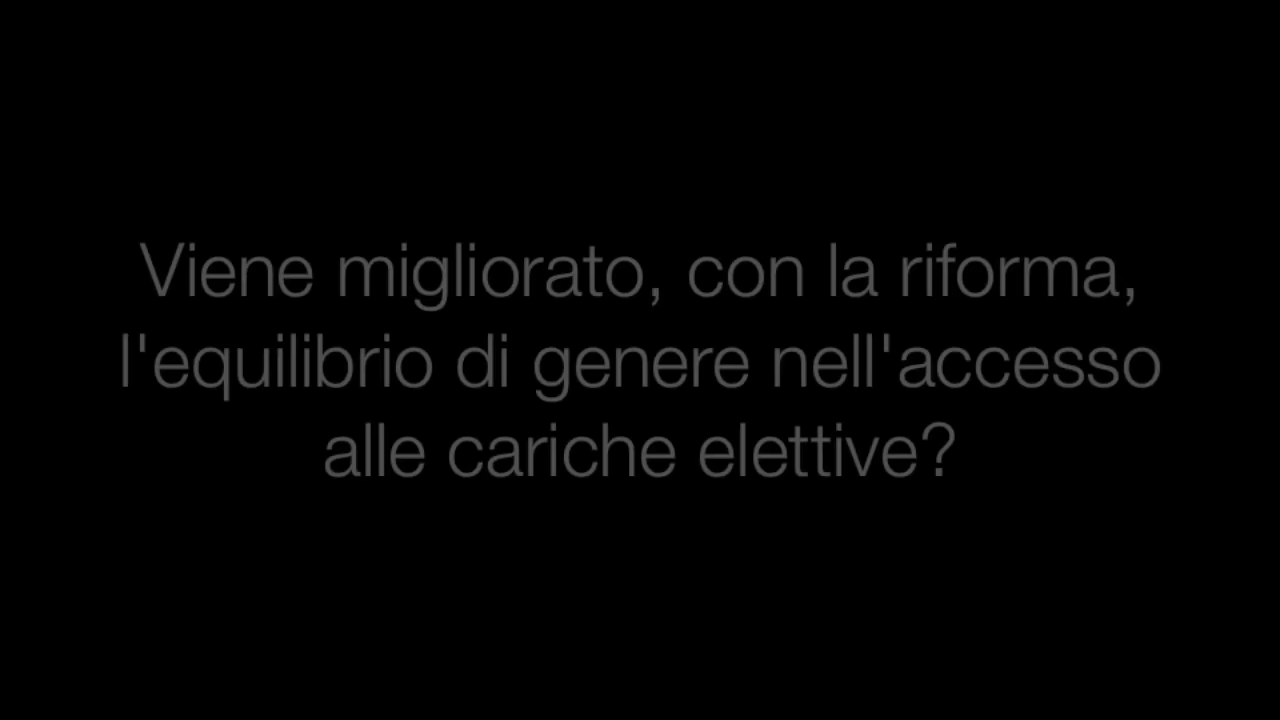 Viene migliorato, con la riforma,
l'equilibrio di genere nell'accesso
alle cariche elettive?